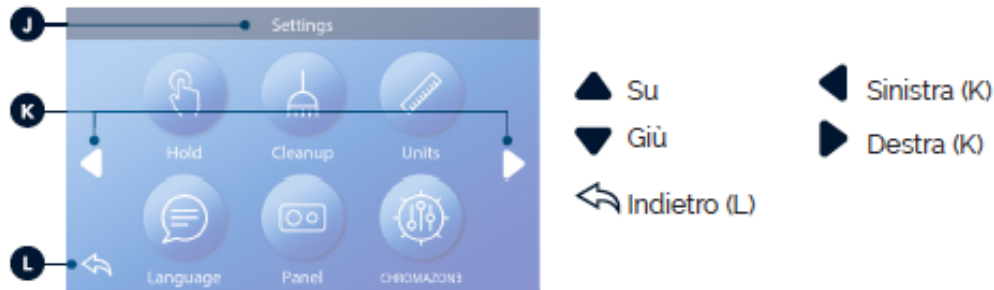 J
Settings
K
Hold Cleanup Units
Language Panel CHROMAZON3
L
Su
Giù
Indietro (L)
Sinistra (K)
Destra (K)